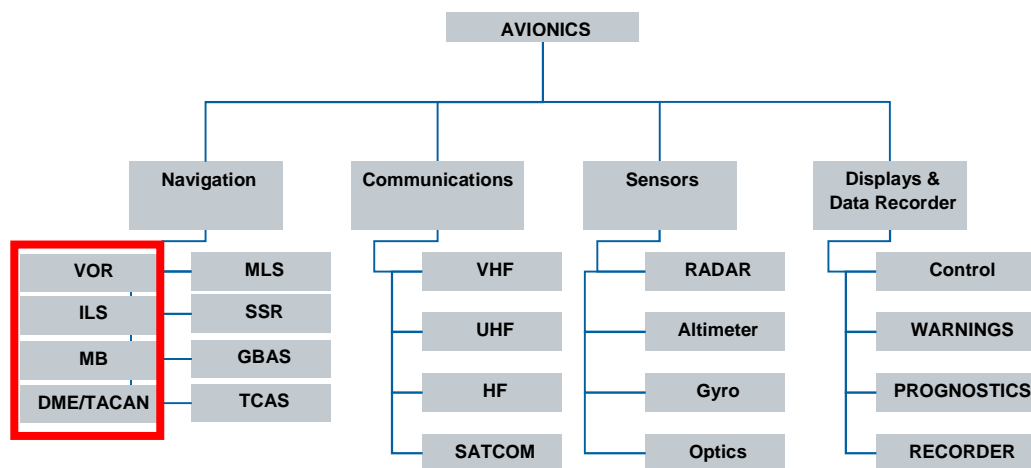 AVIONICS
Navigation
Communications
Sensors
Displays &
Data Recorder
VOR
MLS
ILS
SSR
MB
GBAS
DME/TACAN
TCAS
VHF
UHF
HF
SATCOM
RADAR
Altimeter
Gyro
Optics
Control
WARNINGS
PROGNOSTICS
RECORDER